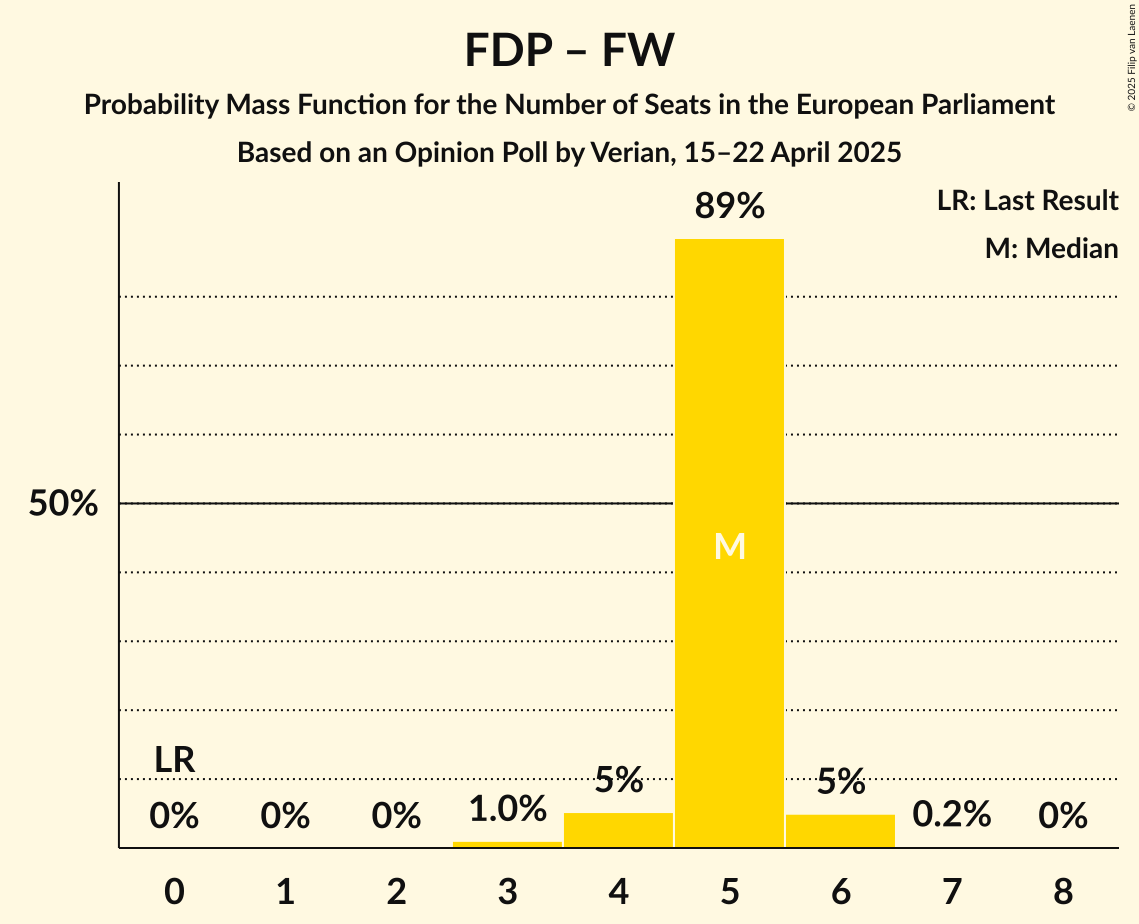 FDP – FW
Probability Mass Function for the Number of Seats in the European Parliament
Based on an Opinion Poll by Verian, 15–22 April 2025
© 2025 Filip van Laenen
LR: Last Result
M: Median
89%
50%
M
LR
0% 0% 0% 1.0% 5% 5% 0.2% 0%
0 1 2 3 4 5 6 7 8